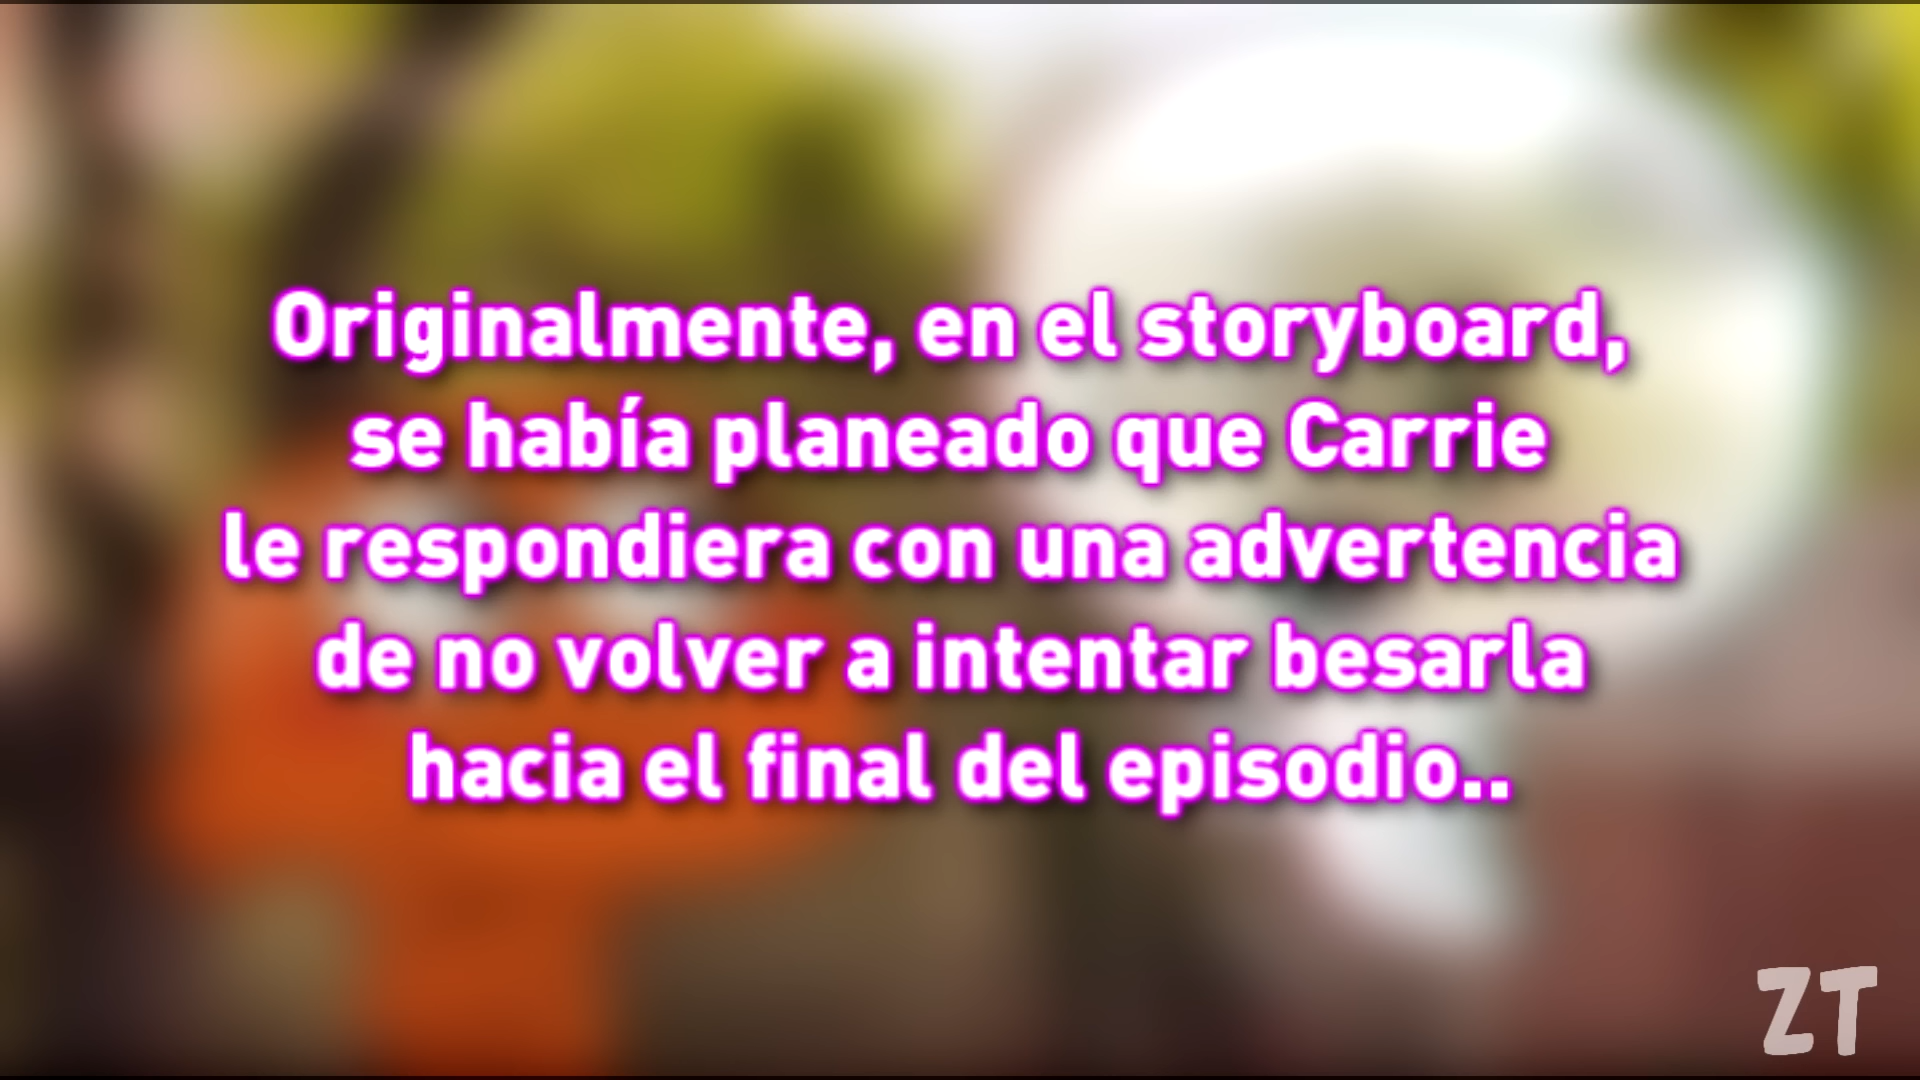 Originalmente, en el storyboard,
se había planeado que Carrie
le respondiera con una advertencia
de no volver a intentar besarla
hacia el final del episodio..
ZT